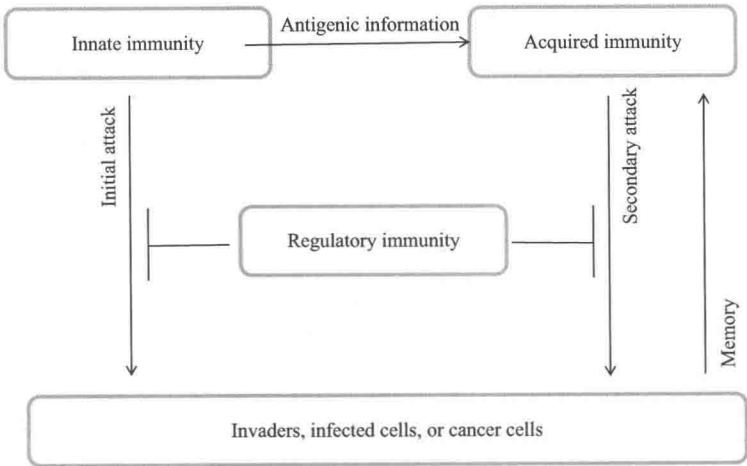 Innate immunity
Antigenic information
Acquired immunity
Initial attack
Secondary attack
Regulatory immunity
Memory
Invaders, infected cells, or cancer cells